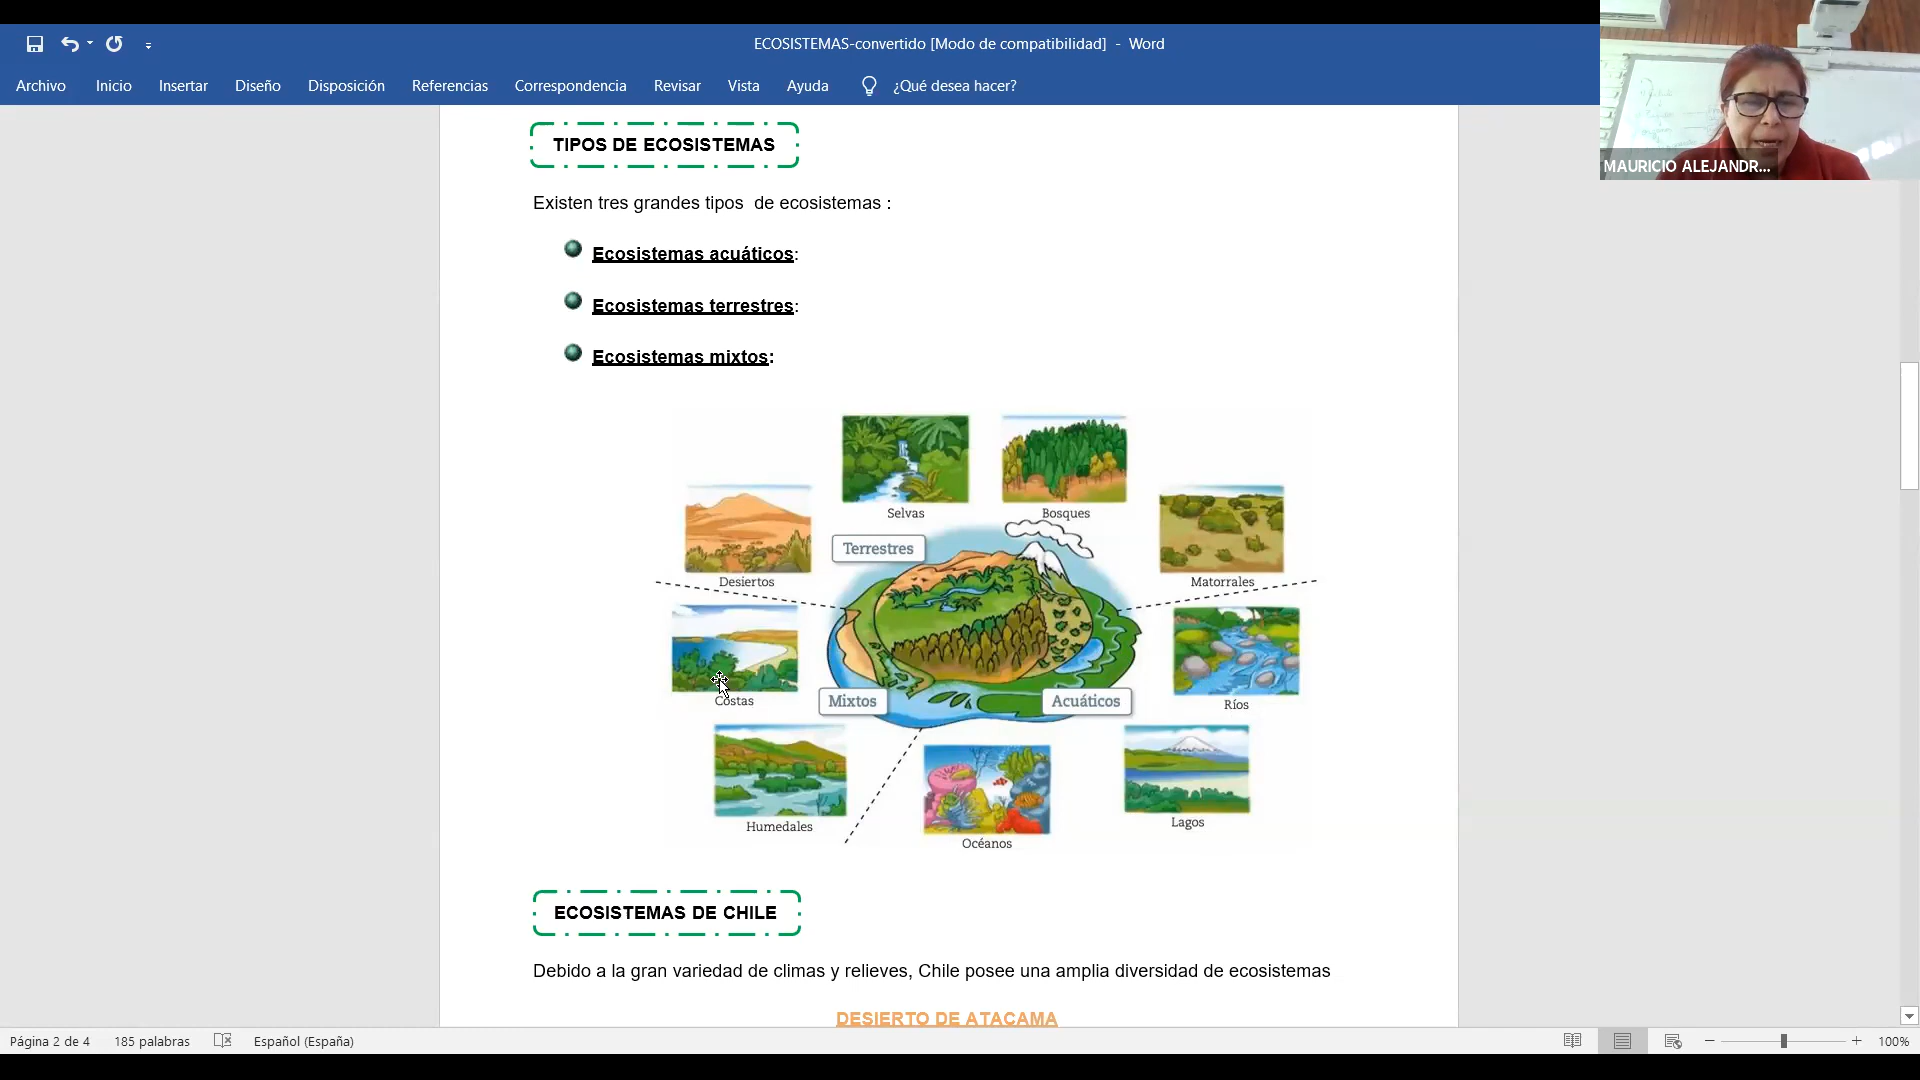 ECOSISTEMAS-convertido [Modo de compatibilidad] - Word
Archivo Inicio Insertar Diseño Disposición Referencias Correspondencia Revisar Vista Ayuda ¿Qué desea hacer?
MAURICIO ALEJANDR...
TIPOS DE ECOSISTEMAS
Existen tres grandes tipos de ecosistemas :
Ecosistemas acuáticos:
Ecosistemas terrestres:
Ecosistemas mixtos:
Selvas
Bosques
Terrestres
Desiertos
Matorrales
Costas
Mixtos
Acuáticos
Ríos
Humedales
Océanos
Lagos
ECOSISTEMAS DE CHILE
Debido a la gran variedad de climas y relieves, Chile posee una amplia diversidad de ecosistemas
DESIERTO DE ATACAMA
Página 2 de 4 185 palabras Español (España) 100%